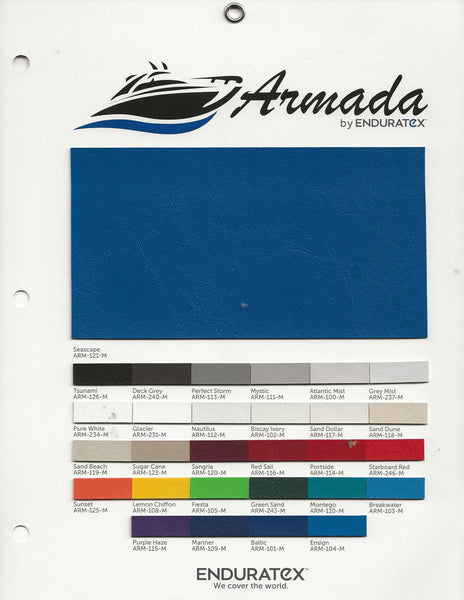 Armada
by ENDURATEX™
Seascape
ARM-121-M
Tsunami Deck Grey Perfect Storm Mystic Atlantic Mist Grey Mist
ARM-126-M ARM-240-M ARM-113-M ARM-111-M ARM-100-M ARM-237-M
Pure White Glacier Nautilus Biscay Ivory Sand Dollar Sand Dune
ARM-234-M ARM-231-M ARM-112-M ARM-102-M ARM-117-M ARM-118-M
Sand Beach Sugar Cane Sangria Red Sail Portside Starboard Red
ARM-119-M ARM-123-M ARM-120-M ARM-116-M ARM-114-M ARM-246-M
Sunset Lemon Chiffon Fiesta Green Sand Montego Breakwater
ARM-125-M ARM-108-M ARM-105-M ARM-243-M ARM-110-M ARM-103-M
Purple Haze Mariner Baltic Ensign
ARM-115-M ARM-109-M ARM-101-M ARM-104-M
ENDURATEX™
We cover the world.